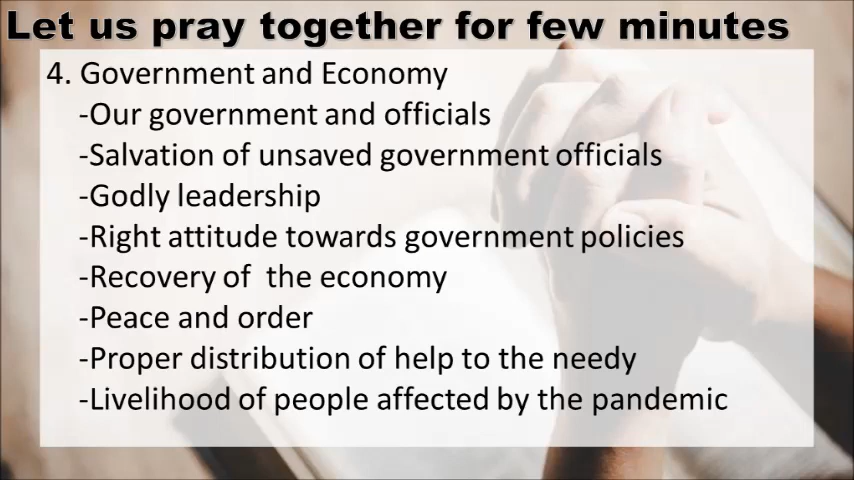 Let us pray together for few minutes
4. Government and Economy
-Our government and officials
-Salvation of unsaved government officials
-Godly leadership
-Right attitude towards government policies
-Recovery of  the economy
-Peace and order
-Proper distribution of help to the needy
-Livelihood of people affected by the pandemic